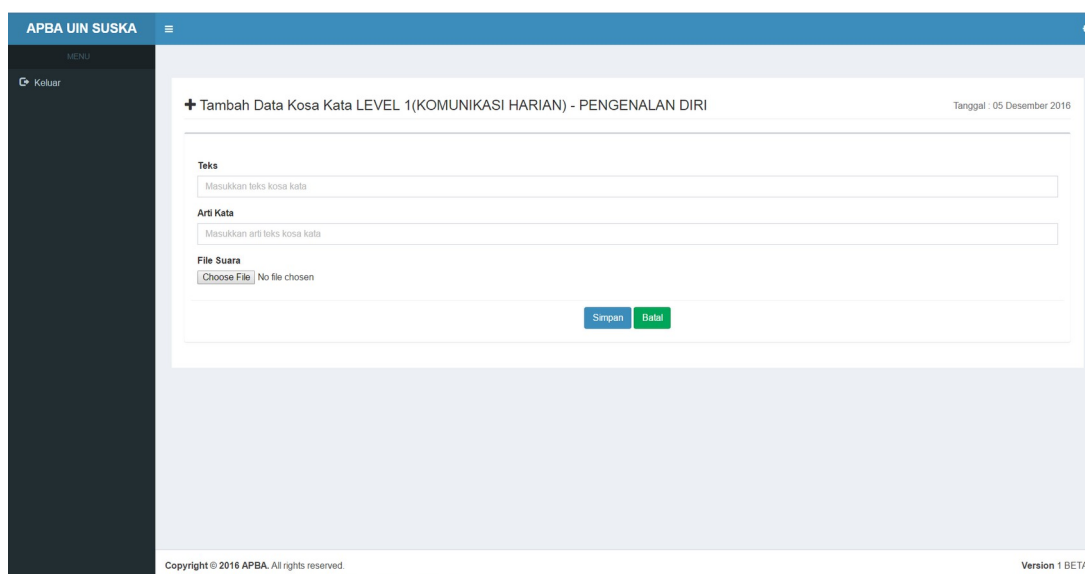 APBA UIN SUSKA
MENU
Keluar
Tambah Data Kosa Kata LEVEL 1(KOMUNIKASI HARIAN) - PENGENALAN DIRI
Tanggal : 05 Desember 2016
Teks
Masukkan teks kosa kata
Arti Kata
Masukkan arti teks kosa kata
File Suara
Choose File No file chosen
Simpan Batal
Copyright © 2016 APBA. All rights reserved.
Version 1 BETA